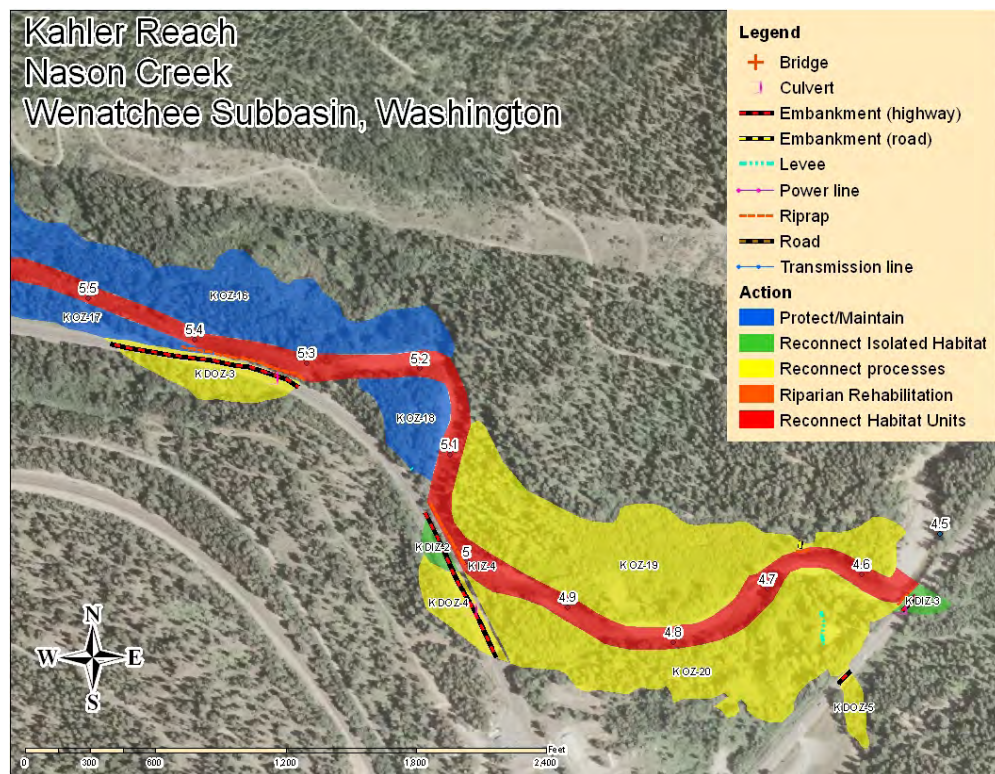 Kahler Reach
Nason Creek
Wenatchee Subbasin, Washington
Legend
Bridge
Culvert
Embankment (highway)
Embankment (road)
Levee
Power line
Riprap
Road
Transmission line
Action
Protect/Maintain
Reconnect Isolated Habitat
Reconnect processes
Riparian Rehabilitation
Reconnect Habitat Units
5.5
K OZ-16
K OZ-17
5.4
5.3
5.2
K DOZ-3
K OZ-18
5.1
4.5
K DIZ-2
5
K IZ-4
K OZ-19
4.7
4.6
K DOZ-4
4.9
K DIZ-3
4.8
K OZ-20
K DOZ-5
N
W E
S
Feet
0 300 600 1,200 1,800 2,400